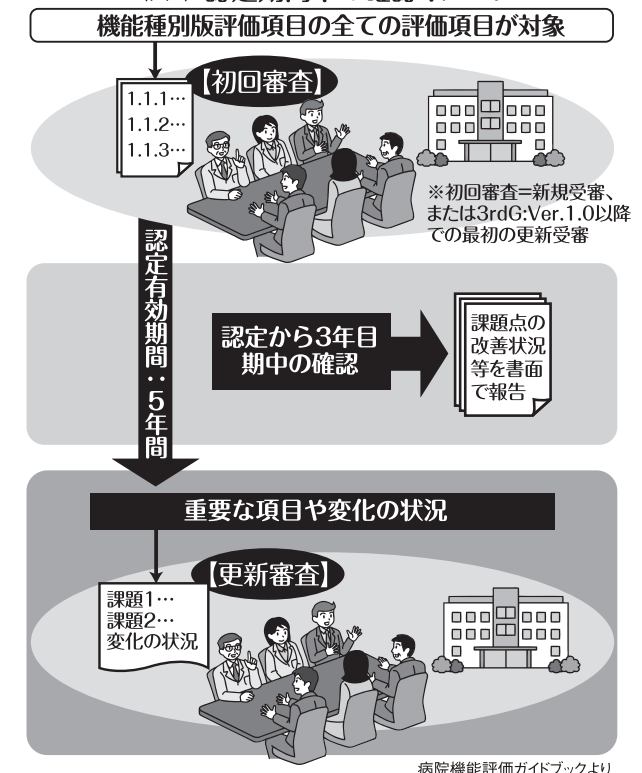 機能種別版評価項目の全ての評価項目が対象
【初回審査】
1.1.1…
1.1.2…
1.1.3…
※初回審査=新規受審、
または3rdG:Ver.1.0以降
での最初の更新受審
認定有効期間：5年間
認定から3年目
期中の確認
課題点の
改善状況
等を書面
で報告
重要な項目や変化の状況
【更新審査】
課題1…
課題2…
変化の状況
病院機能評価ガイドブックより